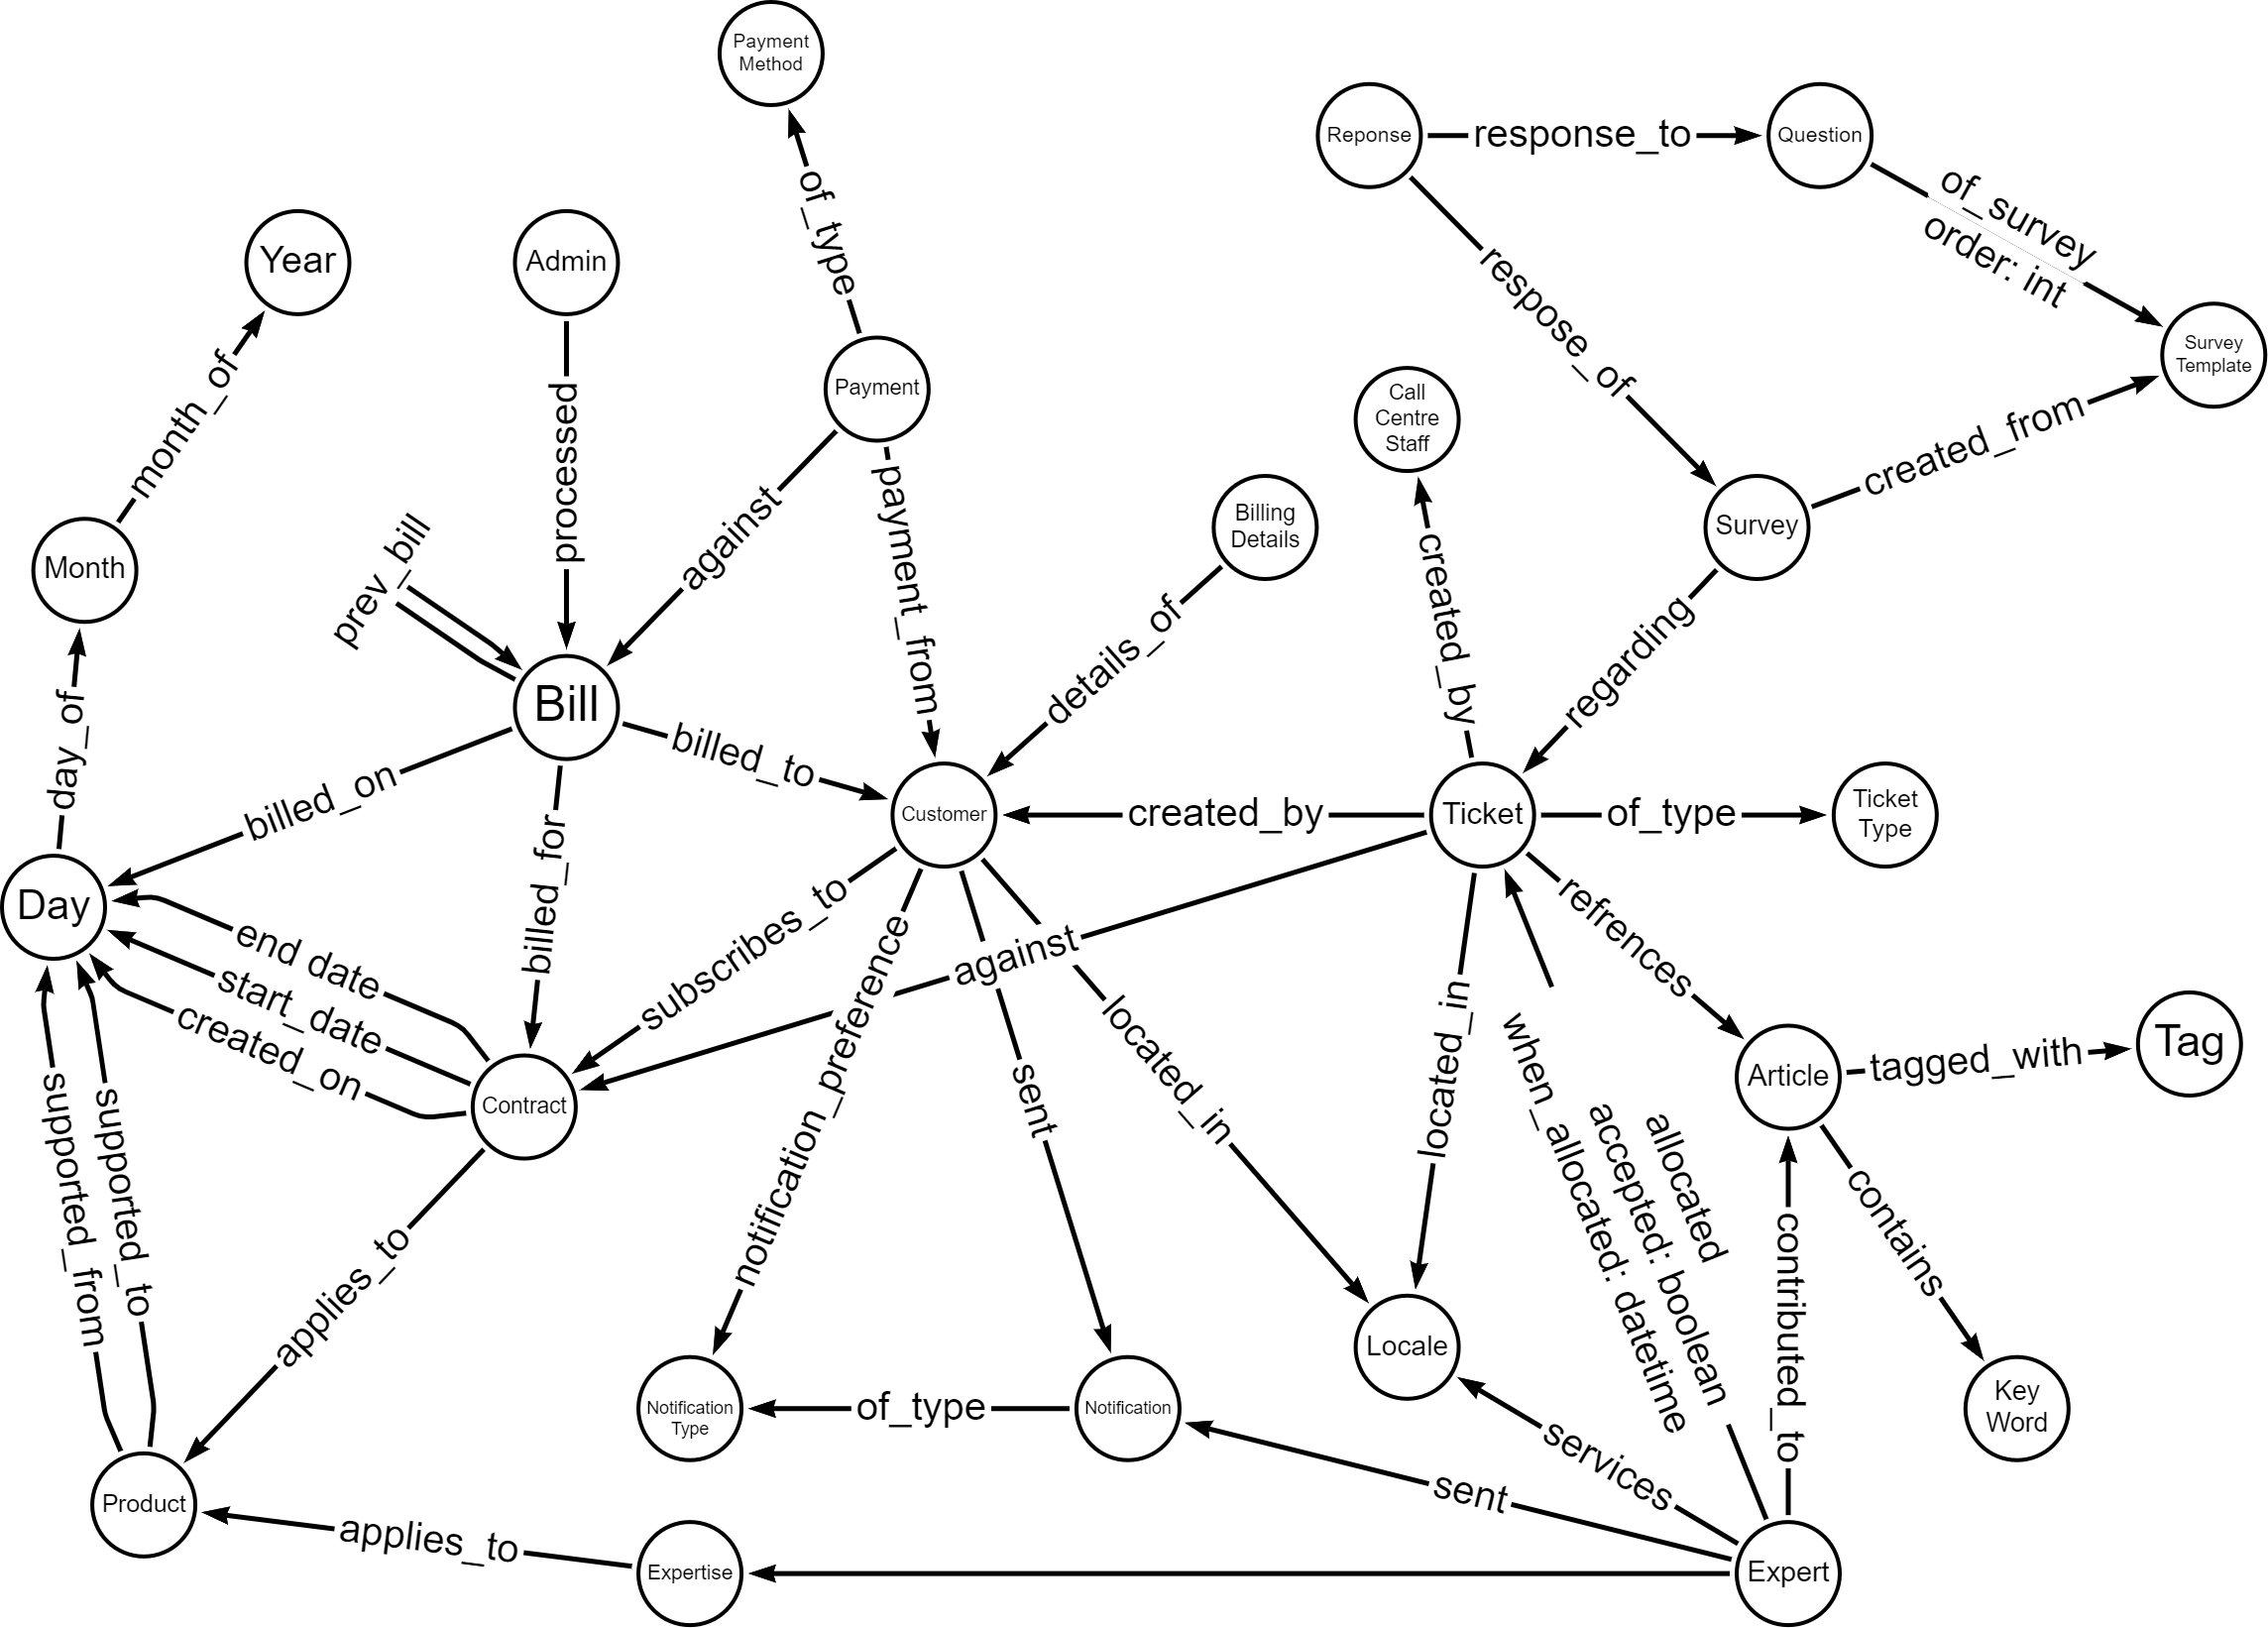 Payment
Method
Reponse
response_to
Question
of_survey
order: int
of_type
Year
Admin
respose_of
Survey
Template
month_of
processed
Payment
Call
Centre
Staff
created_from
prev_bill
against
payment_from
Billing
Details
Survey
Month
created_by
details_of
regarding
day_of
Bill
billed_on
billed_to
billed_for
Customer
created_by
Ticket
of_type
Ticket
Type
Day
end date
start_date
created_on
subscribes_to
against
notification_preference
located_in
sent
located_in
refrences
when_allocated: datetime
accepted: boolean
allocated
Article
tagged_with
Tag
Contract
supported_from
supported_to
applies_to
contributed_to
contains
Locale
Notification
Type
of_type
Notification
Key
Word
services
sent
Product
applies_to
Expertise
Expert